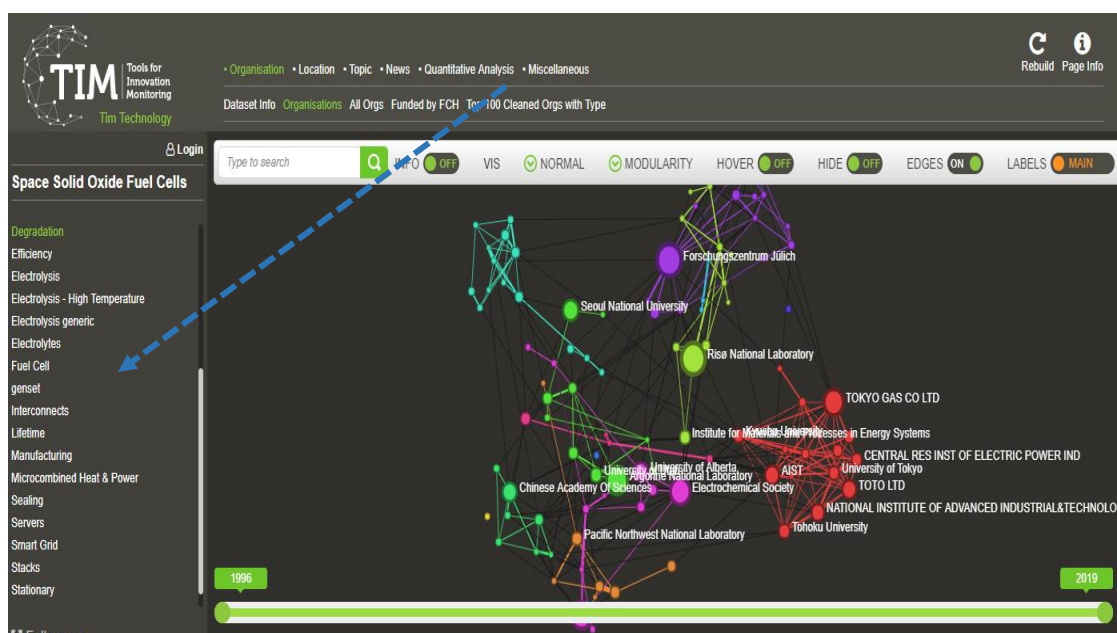 TIM
Tools for
Innovation
Monitoring
Tim Technology
• Organisation • Location • Topic • News • Quantitative Analysis • Miscellaneous
Rebuild Page Info
Dataset Info Organisations All Orgs Funded by FCH Top 100 Cleaned Orgs with Type
Login
Type to search INFO OFF VIS NORMAL MODULARITY HOVER OFF HIDE OFF EDGES ON LABELS MAIN
Space Solid Oxide Fuel Cells
Degradation
Efficiency
Electrolysis
Electrolysis - High Temperature
Electrolysis generic
Electrolytes
Fuel Cell
genset
Interconnects
Lifetime
Manufacturing
Microcombined Heat & Power
Sealing
Servers
Smart Grid
Stacks
Stationary
Forschungszentrum Jülich
Seoul National University
Risø National Laboratory
TOKYO GAS CO LTD
Institute for Materials and Processes in Energy Systems
CENTRAL RES INST OF ELECTRIC POWER IND
University of Alberta
AIST
University of Tokyo
Argonne National Laboratory
Chinese Academy Of Sciences
Electrochemical Society
TOTO LTD
NATIONAL INSTITUTE OF ADVANCED INDUSTRIAL&TECHNOLO
Tohoku University
Pacific Northwest National Laboratory
1996
2019